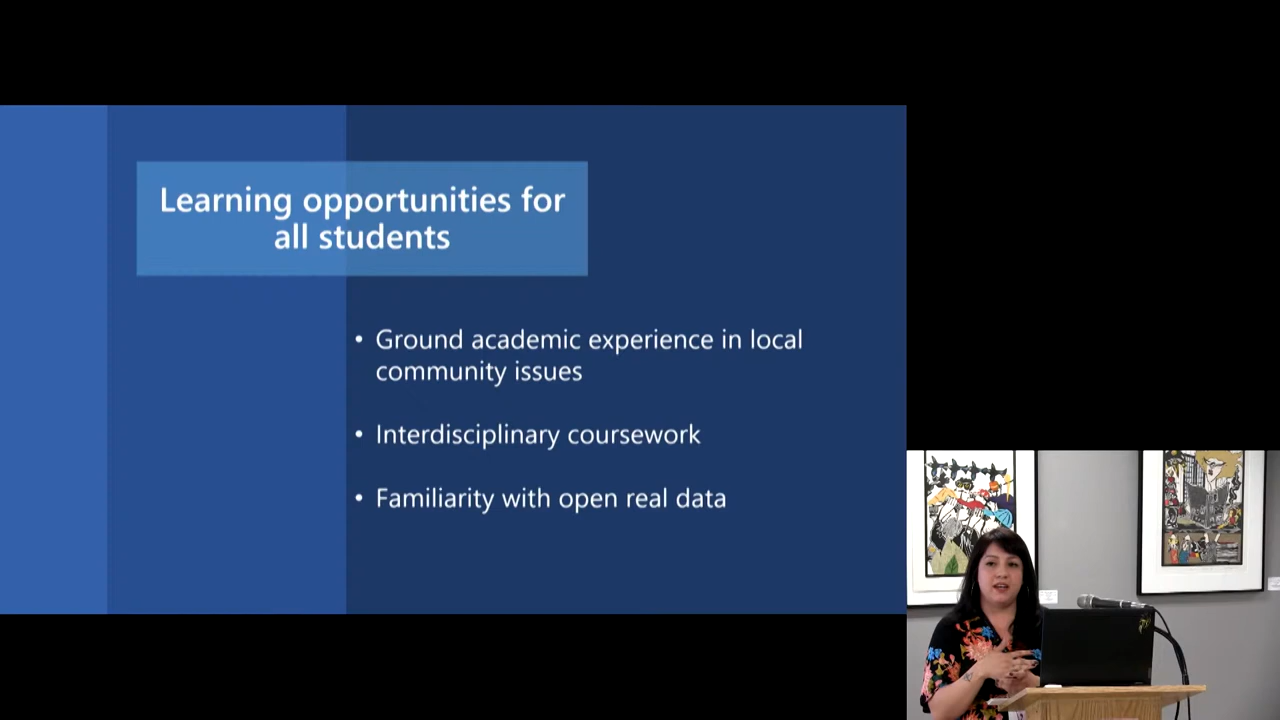 Learning opportunities for
all students
• Ground academic experience in local
community issues
• Interdisciplinary coursework
• Familiarity with open real data